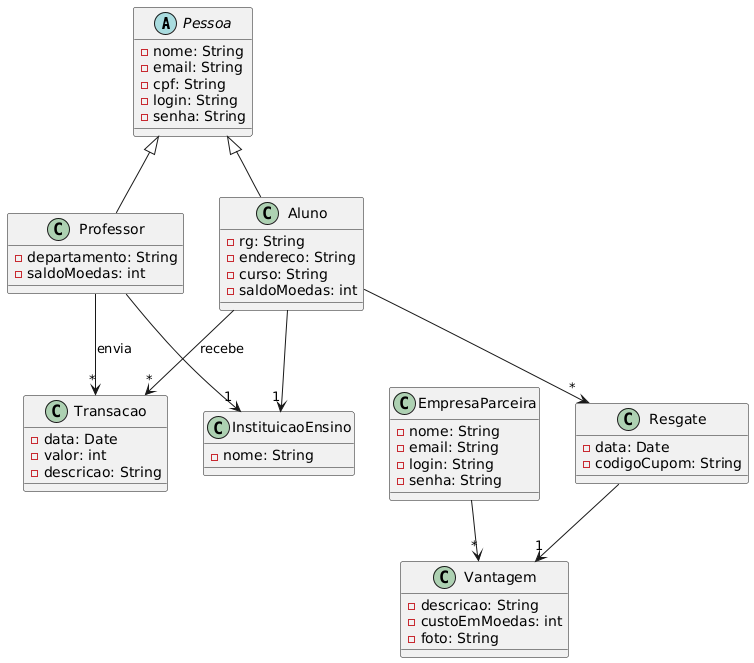 A Pessoa
nome: String
email: String
cpf: String
login: String
senha: String
C Professor
departamento: String
saldoMoedas: int
C Aluno
rg: String
endereco: String
curso: String
saldoMoedas: int
envia
recebe
*
*
1
1
*
C Transacao
data: Date
valor: int
descricao: String
C InstituicaoEnsino
nome: String
C EmpresaParceira
nome: String
email: String
login: String
senha: String
C Resgate
data: Date
codigoCupom: String
*
1
C Vantagem
descricao: String
custoEmMoedas: int
foto: String